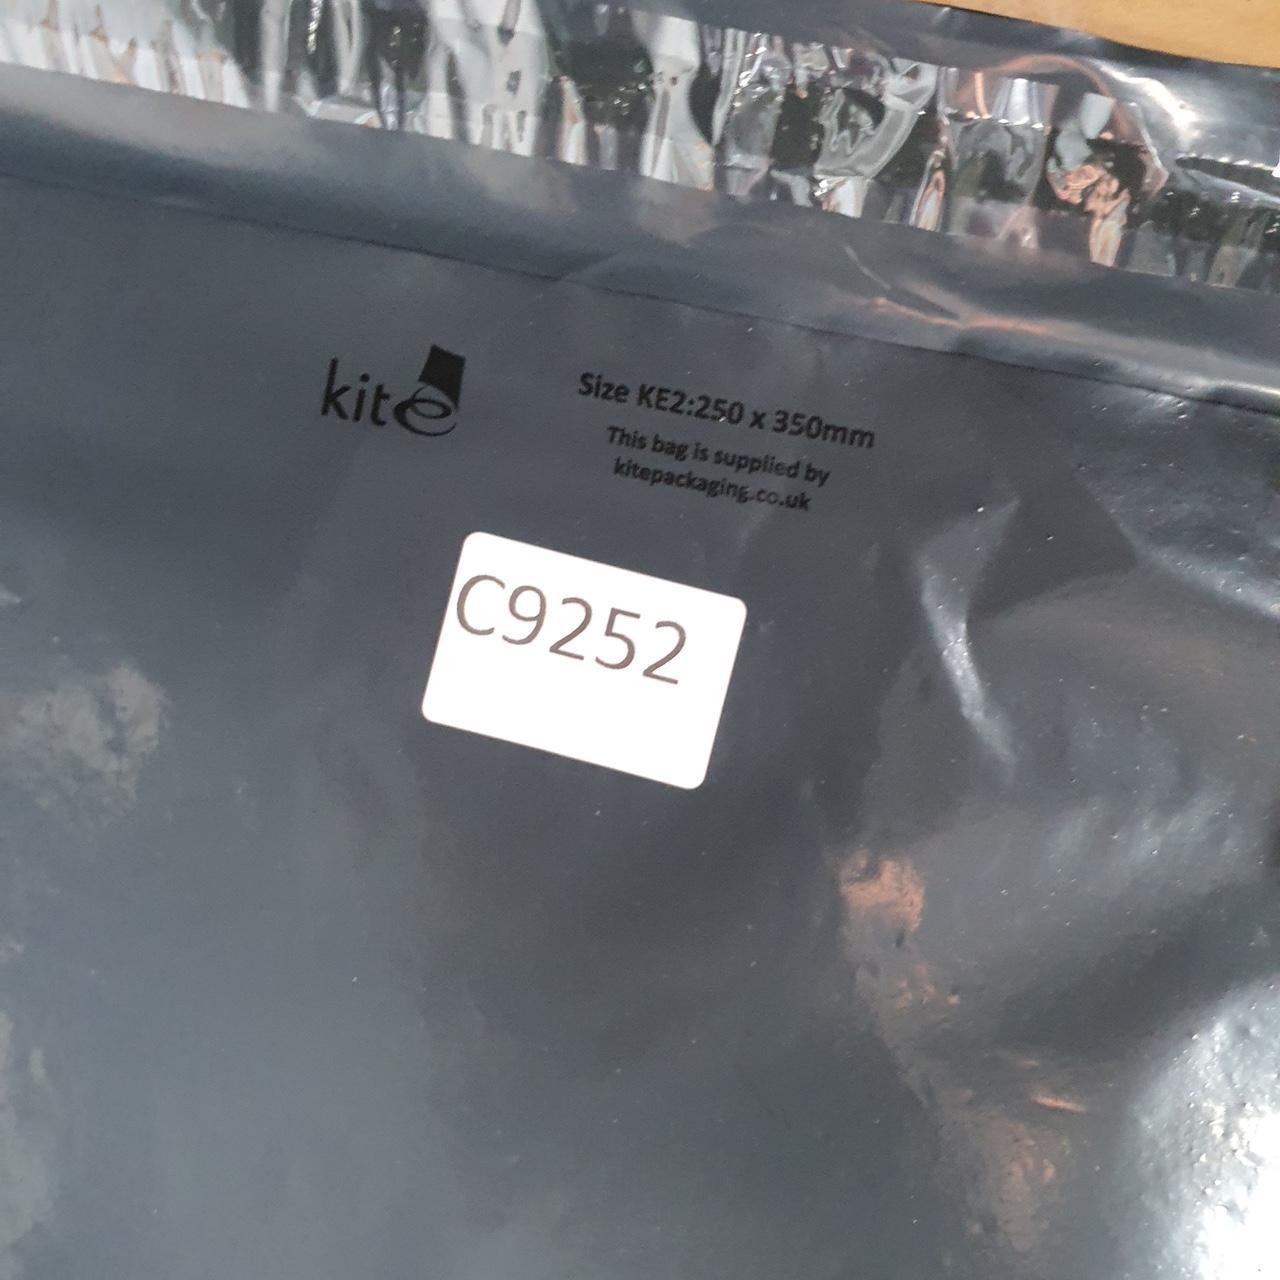 kite
Size KE2:250 x 350mm
This bag is supplied by
kitepackaging.co.uk
C9252